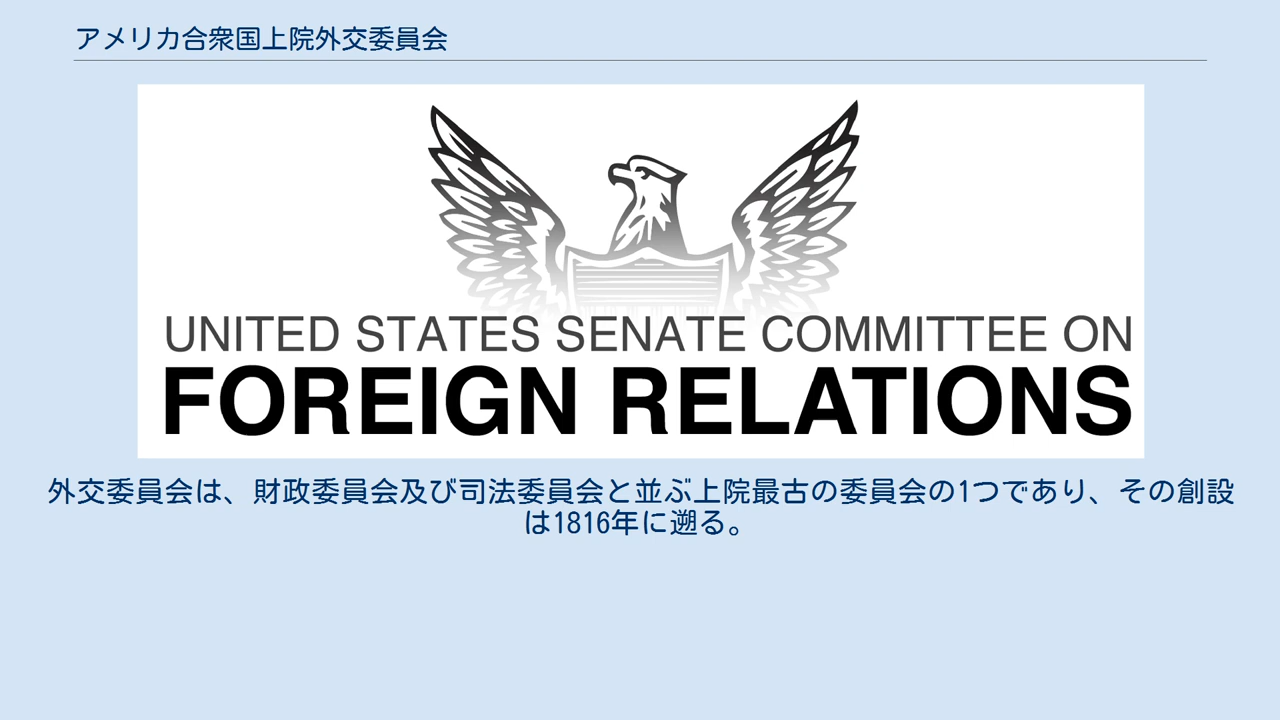 アメリカ合衆国上院外交委員会
UNITED STATES SENATE COMMITTEE ON
FOREIGN RELATIONS
外交委員会は、財政委員会及び司法委員会と並ぶ上院最古の委員会の1つであり、その創設
は1816年に遡る。